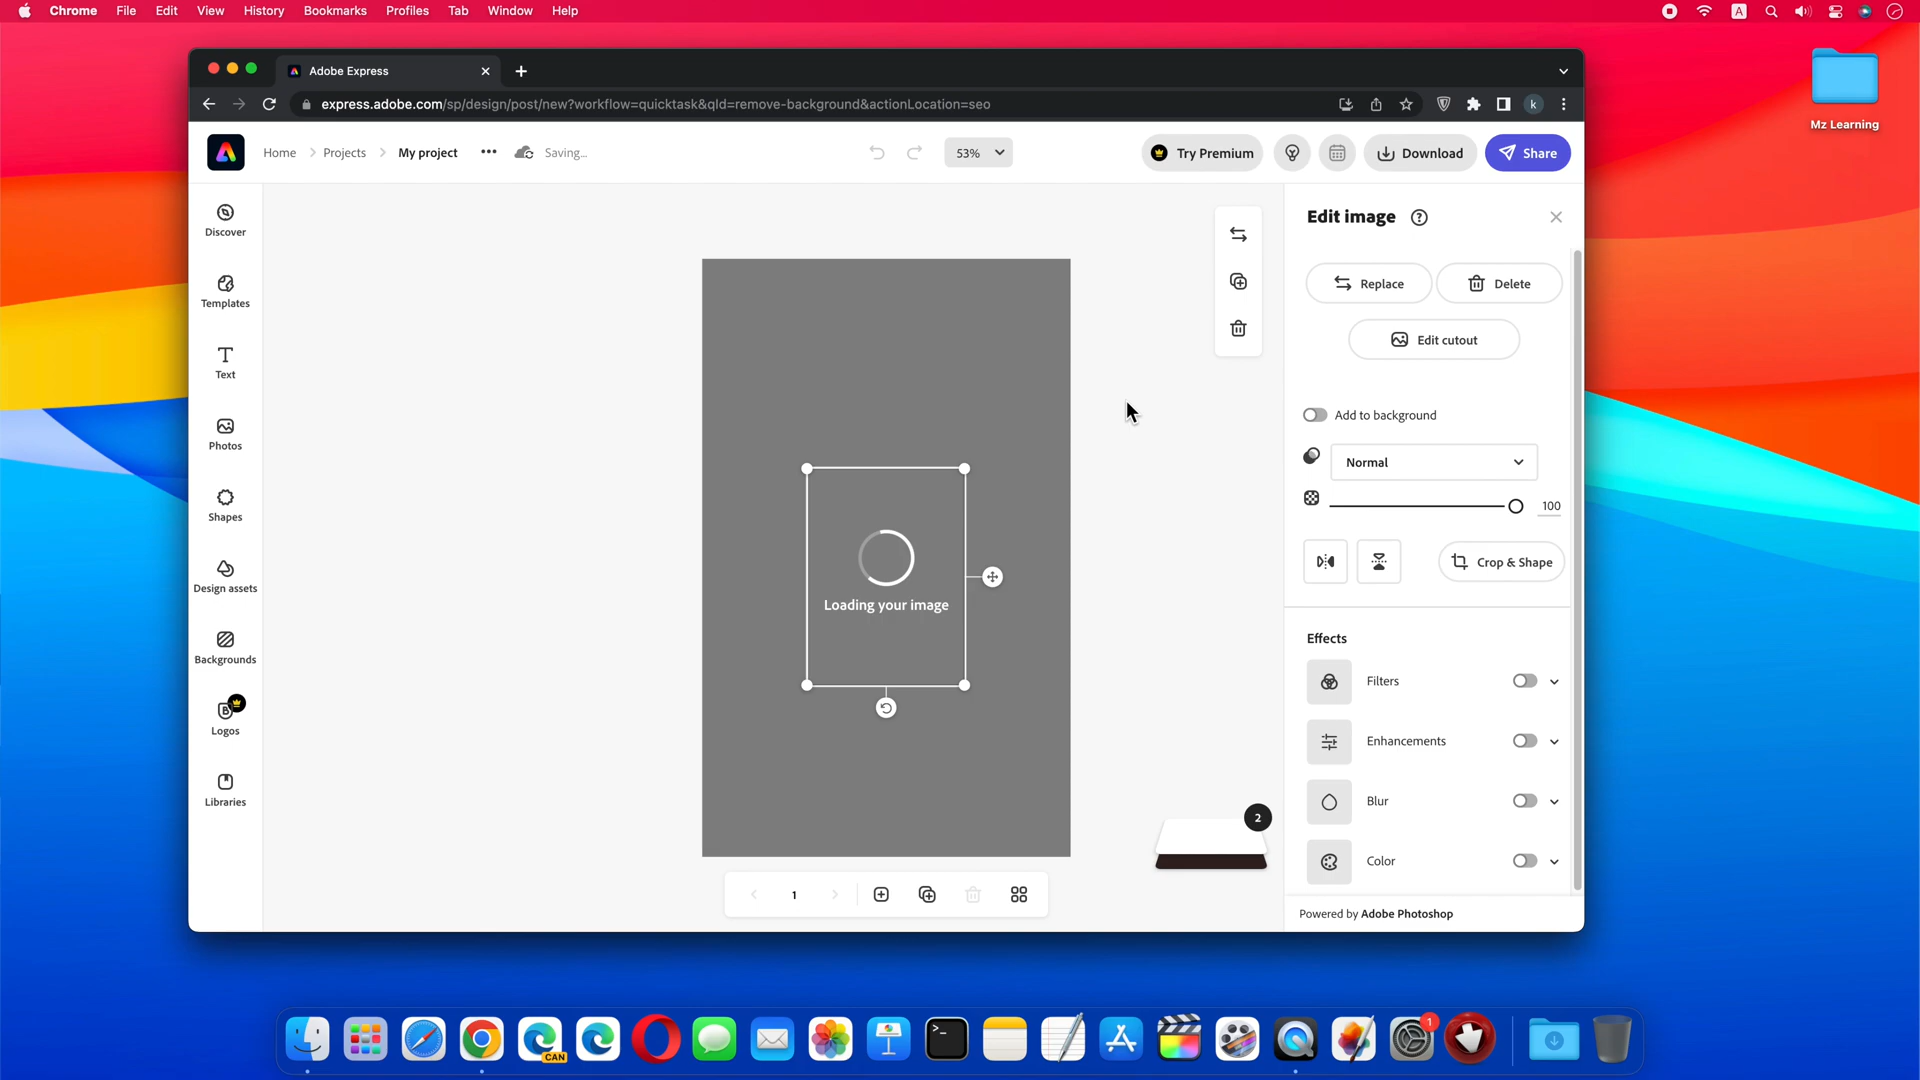 Chrome File Edit View History Bookmarks Profiles Tab Window Help
A
Mz Learning
Adobe Express
express.adobe.com/sp/design/post/new?workflow=quicktask&qId=remove-background&actionLocation=seo
k
Home Projects My project ••• Saving...
53%
Try Premium
Download
Share
Discover
Templates
Text
Photos
Shapes
Design assets
Backgrounds
Logos
Libraries
Loading your image
1
2
Edit image
Replace
Delete
Edit cutout
Add to background
Normal
100
Crop & Shape
Effects
Filters
Enhancements
Blur
Color
Powered by Adobe Photoshop
CAN
1